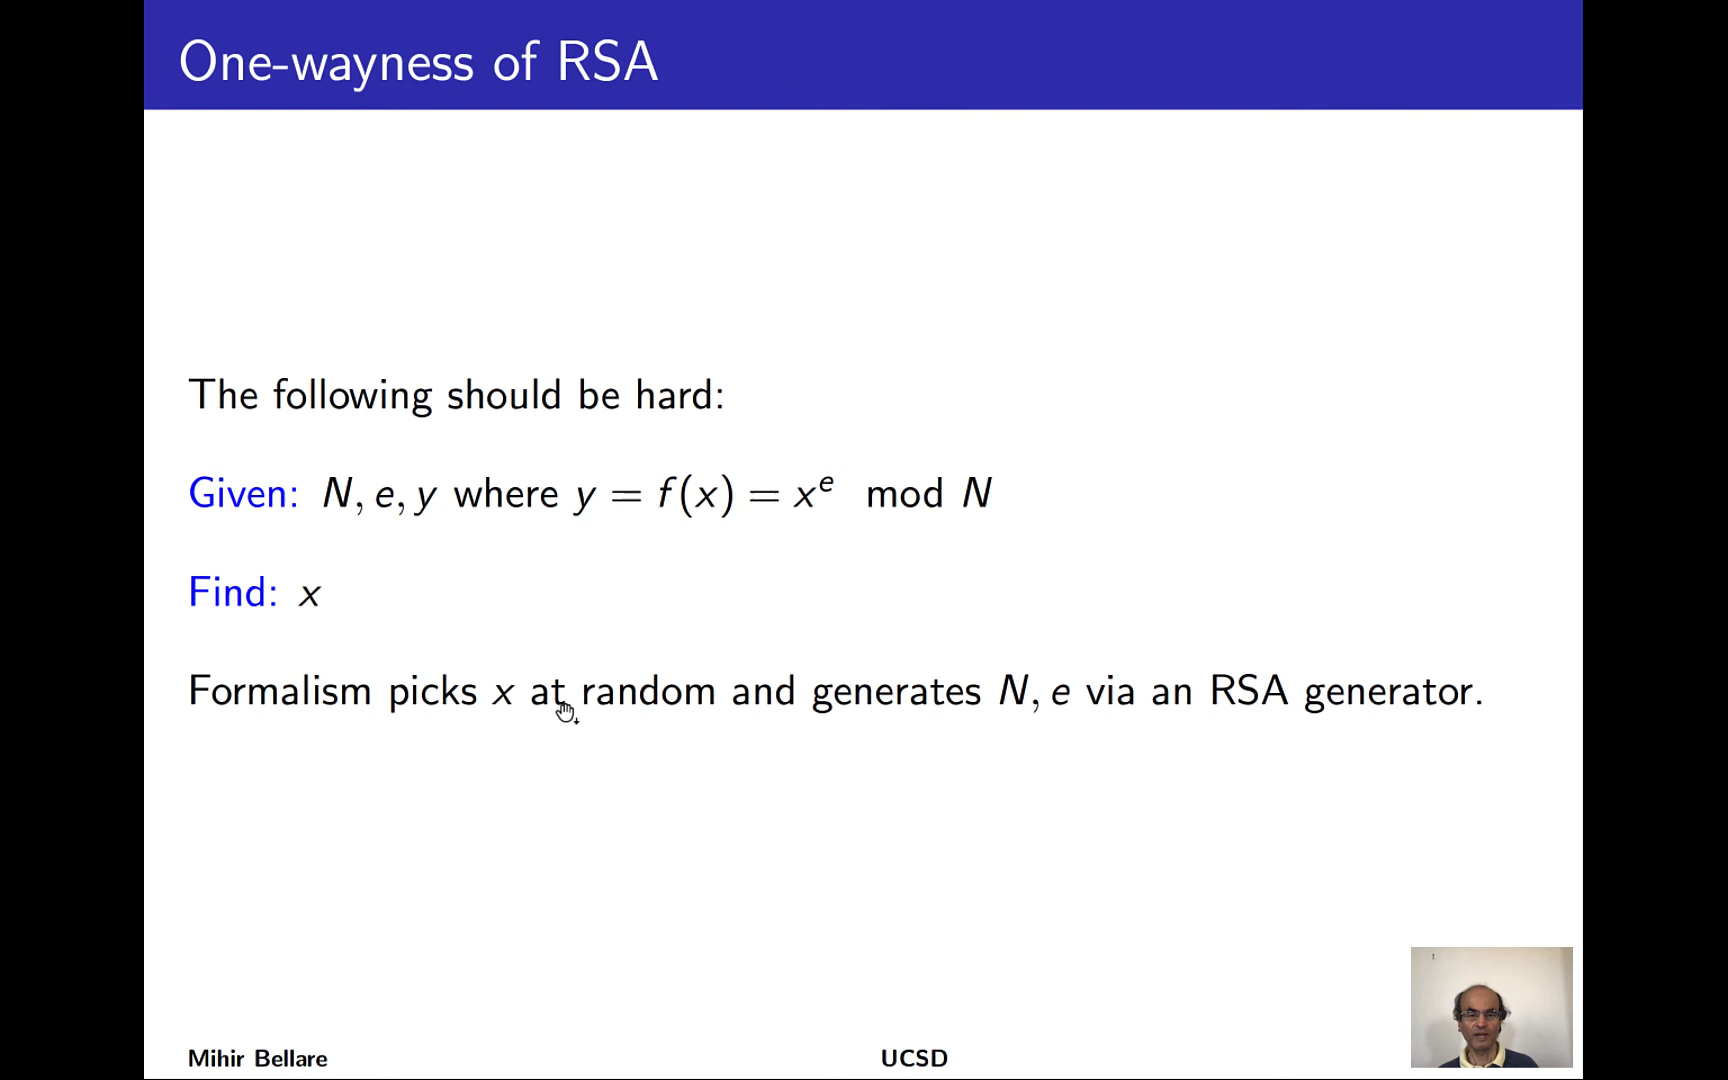 One-wayness of RSA
The following should be hard:
Given: N, e, y where y = f(x) = x^e mod N
Find: x
Formalism picks x at random and generates N, e via an RSA generator.
Mihir Bellare UCSD